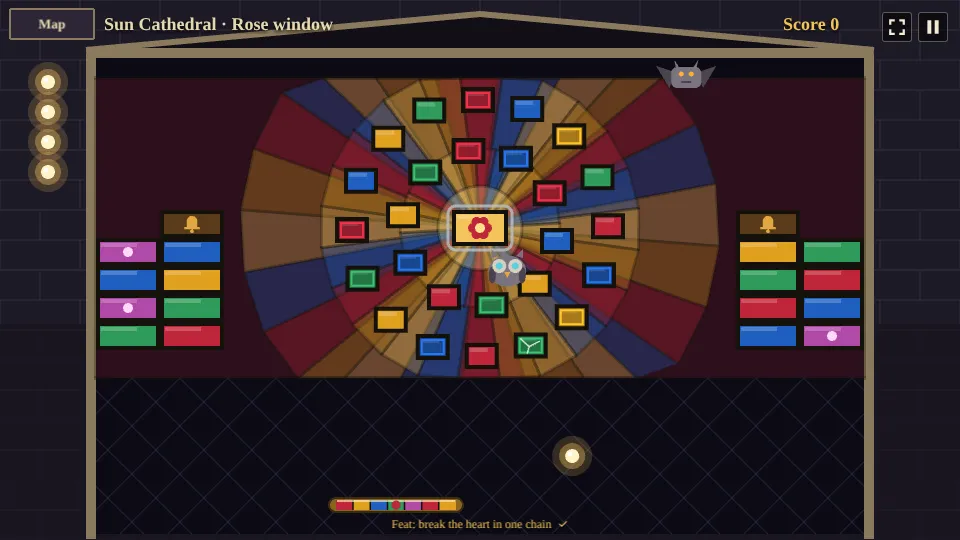 Map
Sun Cathedral · Rose window
Score 0
Feat: break the heart in one chain ✓